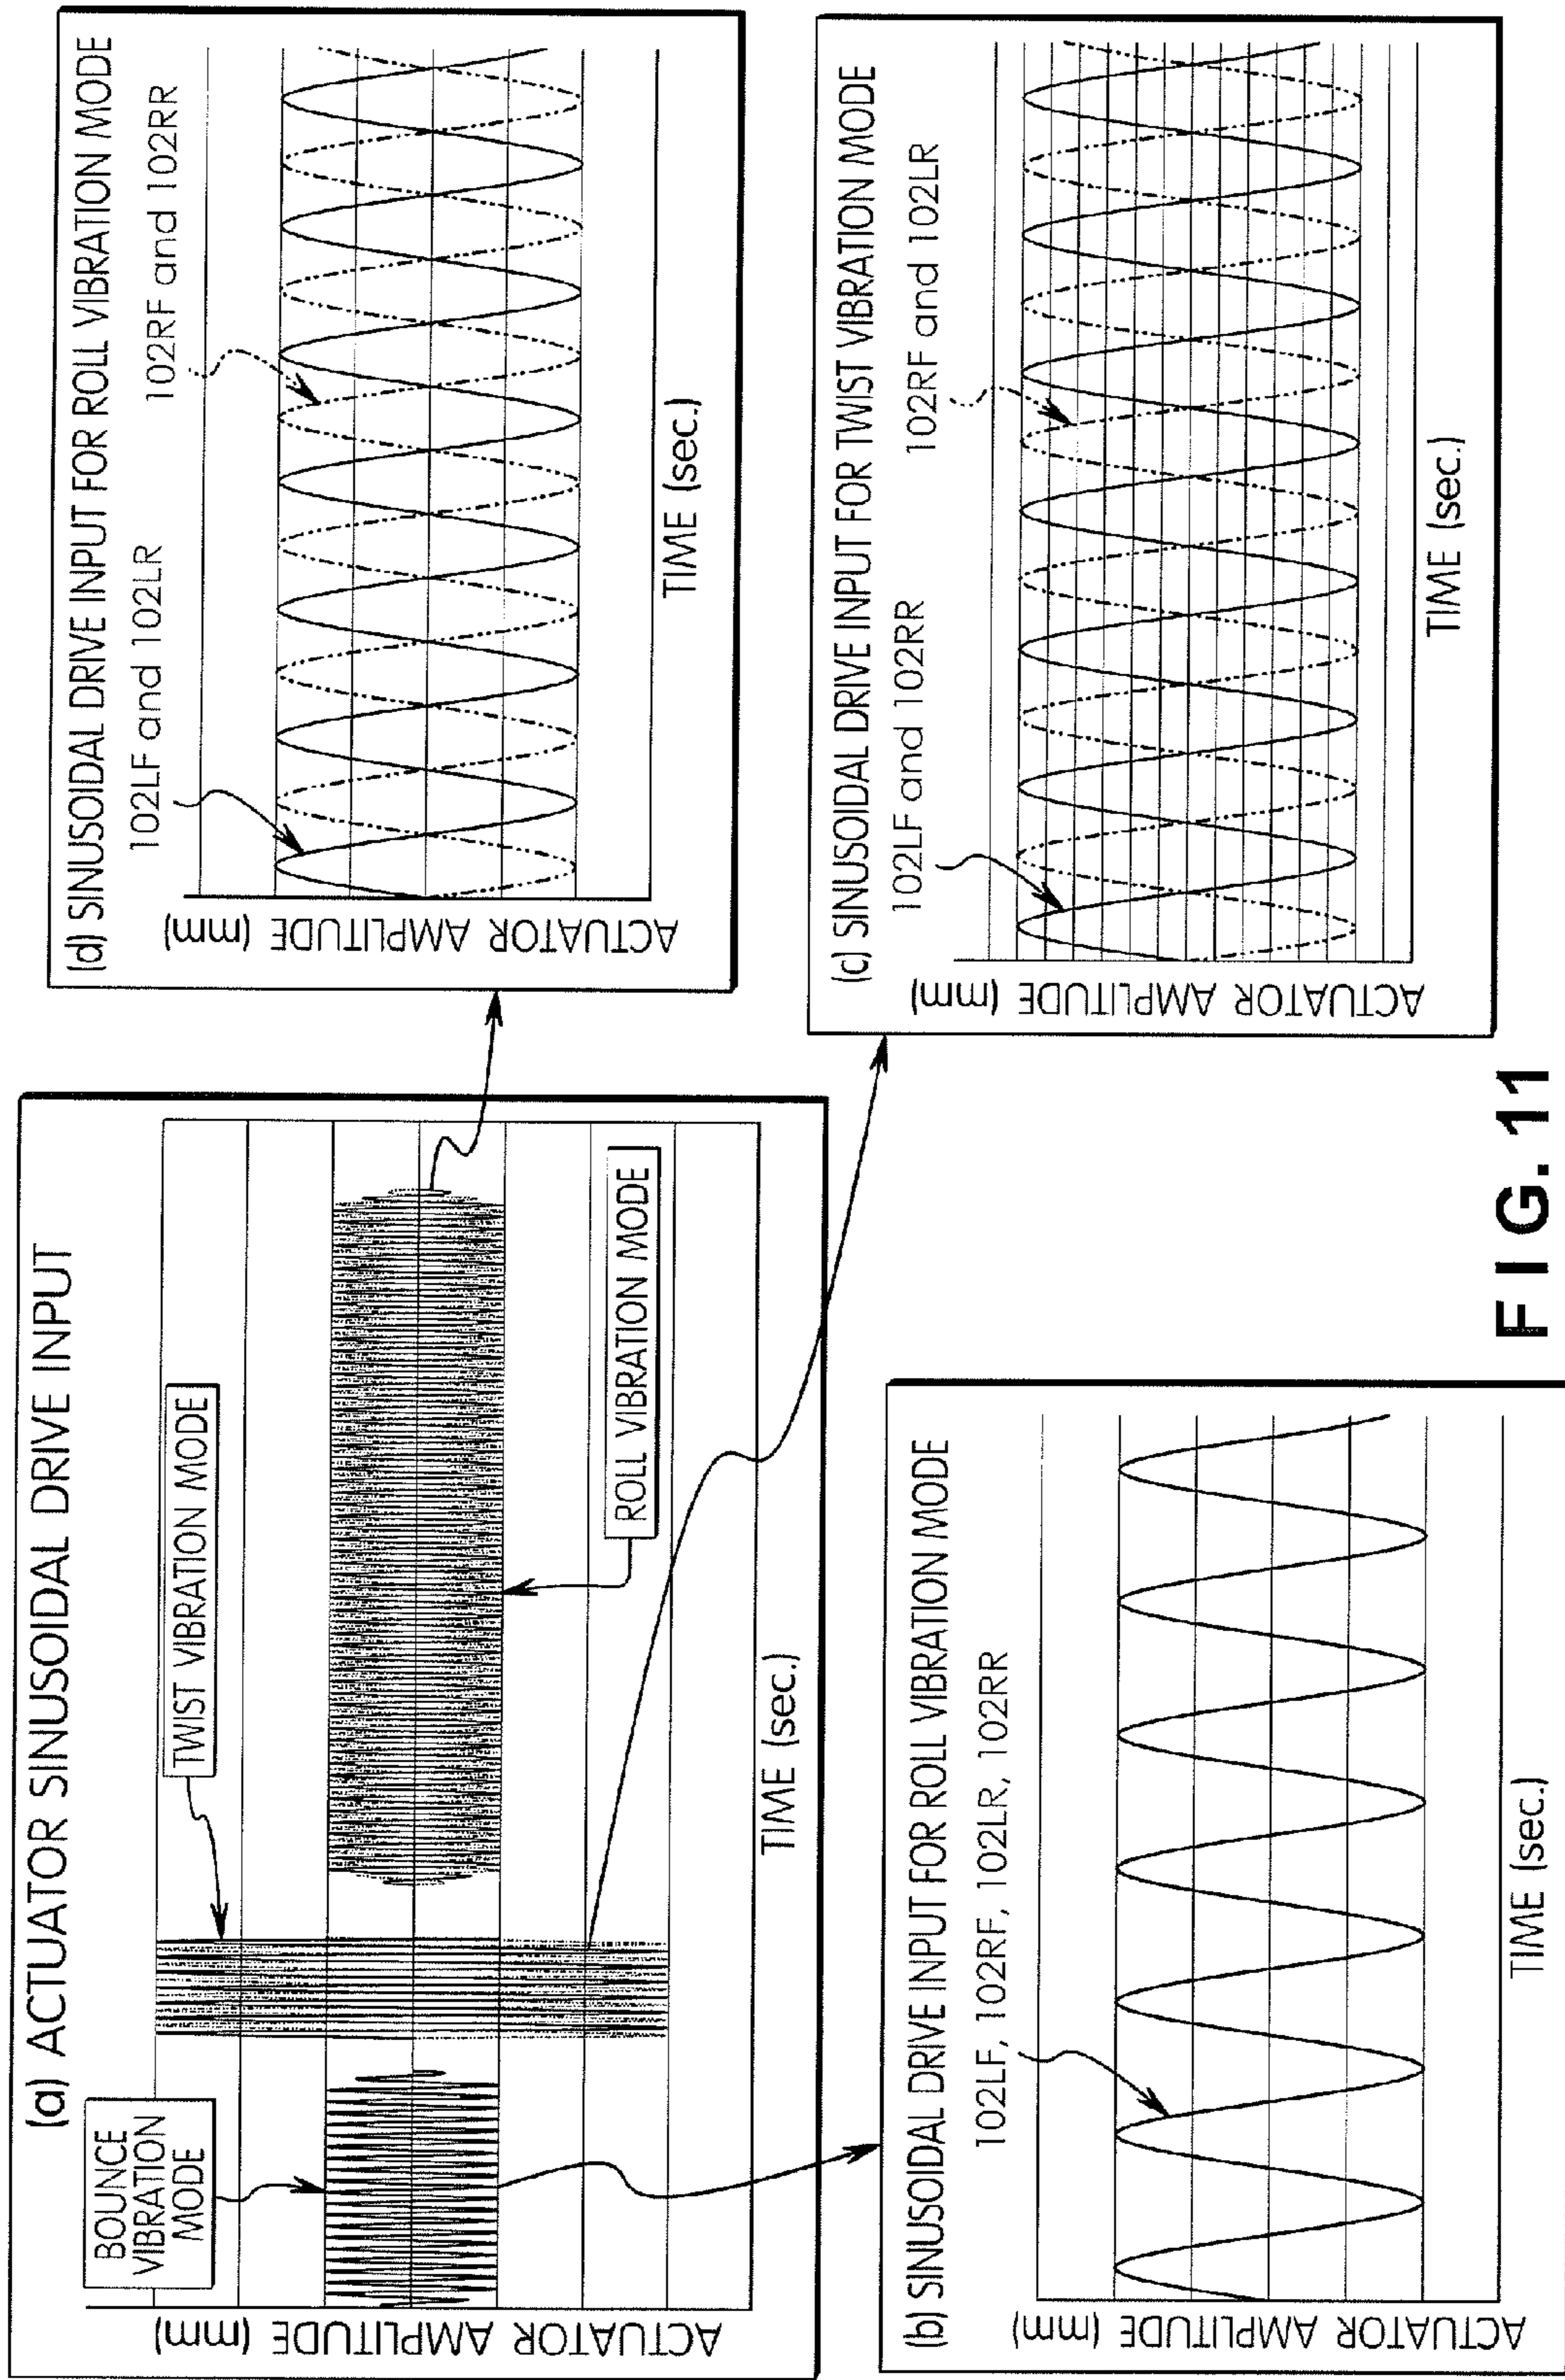 (a) ACTUATOR SINUSOIDAL DRIVE INPUT
BOUNCE
VIBRATION
MODE
TWIST VIBRATION MODE
ROLL VIBRATION MODE
ACTUATOR AMPLITUDE (mm)
TIME (sec.)
(b) SINUSOIDAL DRIVE INPUT FOR ROLL VIBRATION MODE
102LF, 102RF, 102LR, 102RR
ACTUATOR AMPLITUDE (mm)
TIME (sec.)
(d) SINUSOIDAL DRIVE INPUT FOR ROLL VIBRATION MODE
102LF and 102LR
102RF and 102RR
ACTUATOR AMPLITUDE (mm)
TIME (sec.)
(c) SINUSOIDAL DRIVE INPUT FOR TWIST VIBRATION MODE
102LF and 102RR
102RF and 102LR
ACTUATOR AMPLITUDE (mm)
TIME (sec.)
FIG. 11